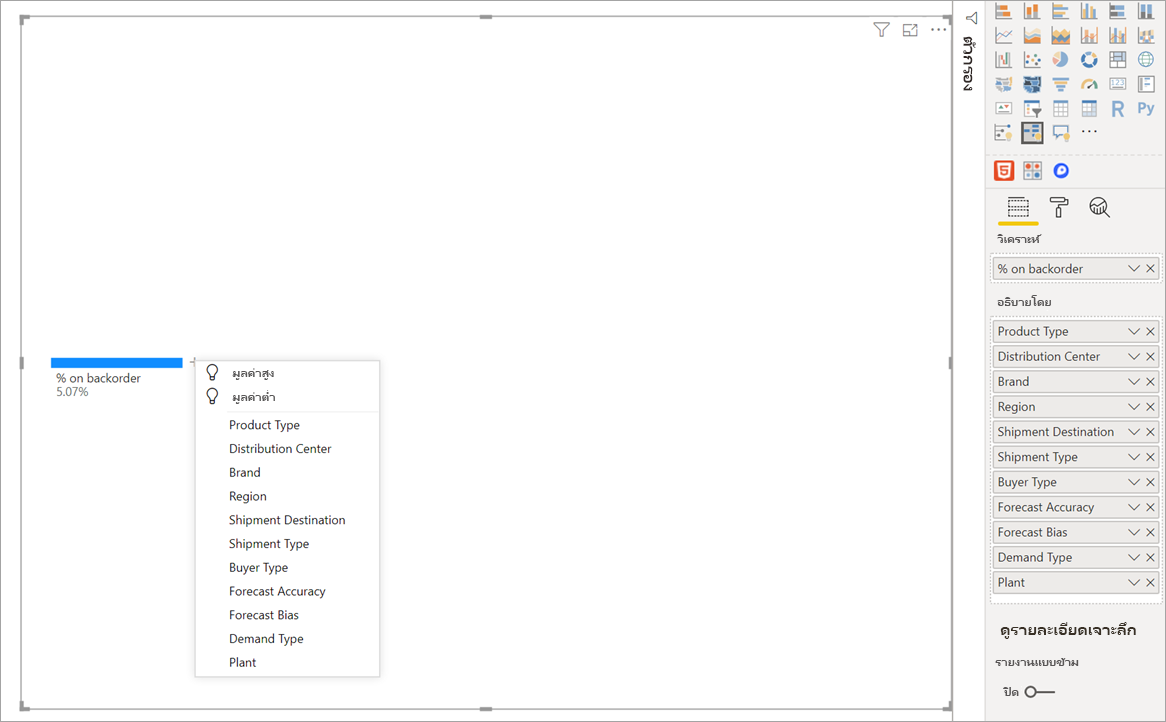 % on backorder
5.07%
มูลค่าสูง
มูลค่าต่ำ
Product Type
Distribution Center
Brand
Region
Shipment Destination
Shipment Type
Buyer Type
Forecast Accuracy
Forecast Bias
Demand Type
Plant
ตัวกรอง
123
R
Py
5
วิเคราะห์
% on backorder
อธิบายโดย
Product Type
Distribution Center
Brand
Region
Shipment Destination
Shipment Type
Buyer Type
Forecast Accuracy
Forecast Bias
Demand Type
Plant
ดูรายละเอียดเจาะลึก
รายงานแบบข้าม
ปิด